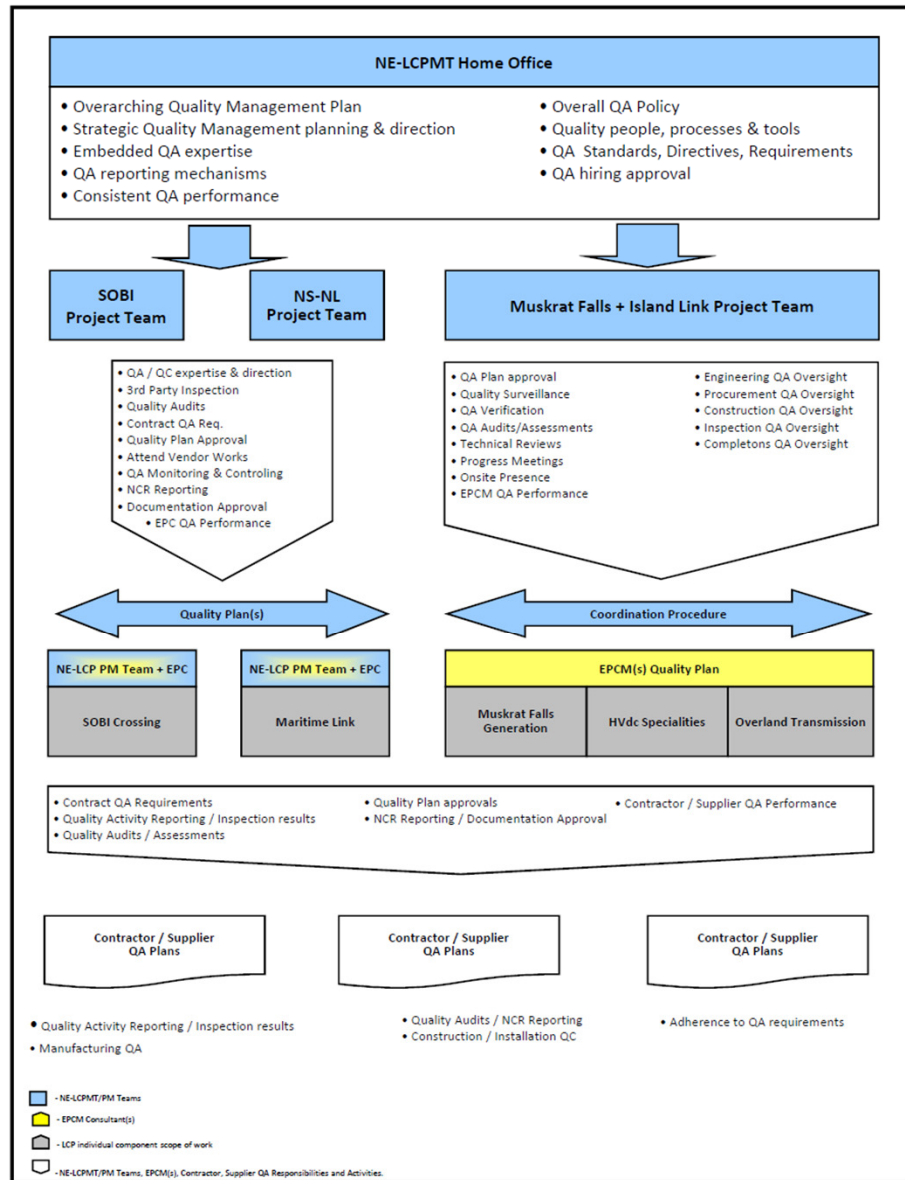 NE-LCPMT Home Office
• Overarching Quality Management Plan
• Strategic Quality Management planning & direction
• Embedded QA expertise
• QA reporting mechanisms
• Consistent QA performance
• Overall QA Policy
• Quality people, processes & tools
• QA Standards, Directives, Requirements
• QA hiring approval
SOBI
Project Team
NS-NL
Project Team
Muskrat Falls + Island Link Project Team
• QA / QC expertise & direction
• 3rd Party Inspection
• Quality Audits
• Contract QA Req.
• Quality Plan Approval
• Attend Vendor Works
• QA Monitoring & Controling
• NCR Reporting
• Documentation Approval
• EPC QA Performance
• QA Plan approval
• Quality Surveillance
• QA Verification
• QA Audits/Assessments
• Technical Reviews
• Progress Meetings
• Onsite Presence
• EPCM QA Performance
• Engineering QA Oversight
• Procurement QA Oversight
• Construction QA Oversight
• Inspection QA Oversight
• Completons QA Oversight
Quality Plan(s)
Coordination Procedure
NE-LCP PM Team + EPC
SOBI Crossing
NE-LCP PM Team + EPC
Maritime Link
EPCM(s) Quality Plan
Muskrat Falls
Generation
HVdc Specialities
Overland Transmission
• Contract QA Requirements
• Quality Activity Reporting / Inspection results
• Quality Audits / Assessments
• Quality Plan approvals
• NCR Reporting / Documentation Approval
• Contractor / Supplier QA Performance
Contractor / Supplier
QA Plans
Contractor / Supplier
QA Plans
Contractor / Supplier
QA Plans
• Quality Activity Reporting / Inspection results
• Manufacturing QA
• Quality Audits / NCR Reporting
• Construction / Installation QC
• Adherence to QA requirements
- NE-LCPMT/PM Teams
- EPCM Consultant(s)
- LCP individual component scope of work
- NE-LCPMT/PM Teams, EPCM(s), Contractor, Supplier QA Responsibilities and Activities.